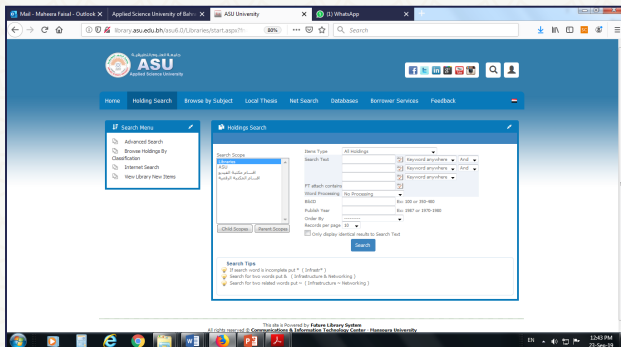 Mail - Maheera Faisal - Outlook
Applied Science University of Bahr
ASU University
(1) WhatsApp
library.asu.edu.bh/asu6.0/Libraries/start.aspx?
80%
Search
ASU
Applied Science University
Home Holding Search Browse by Subject Local Thesis Net Search Databases Borrower Services Feedback
Search Menu
Advanced Search
Browse Holdings By Classification
Internet Search
View Library New Items
Holdings Search
Search Scope
Libraries
ASU
Child Scopes Parent Scopes
Items Type All Holdings
Search Text Keyword anywhere And
Keyword anywhere And
Keyword anywhere
FT attach contains
Word Processing No Processing
BibID Ex: 100 or 150-400
Publish Year Ex: 1987 or 1970-1980
Order By
Records per page 10
Only display identical results to Search Text
Search
Search Tips
If search word is incomplete put * ( Infrastr* )
Search for two words put & ( Infrastructure & Networking )
Search for two related words put ~ ( Infrastructure ~ Networking )
This site is Powered by Future Library System
All rights reserved © Communications & Information Technology Center - Mansoura University
EN
12:43 PM
23-Sep-19